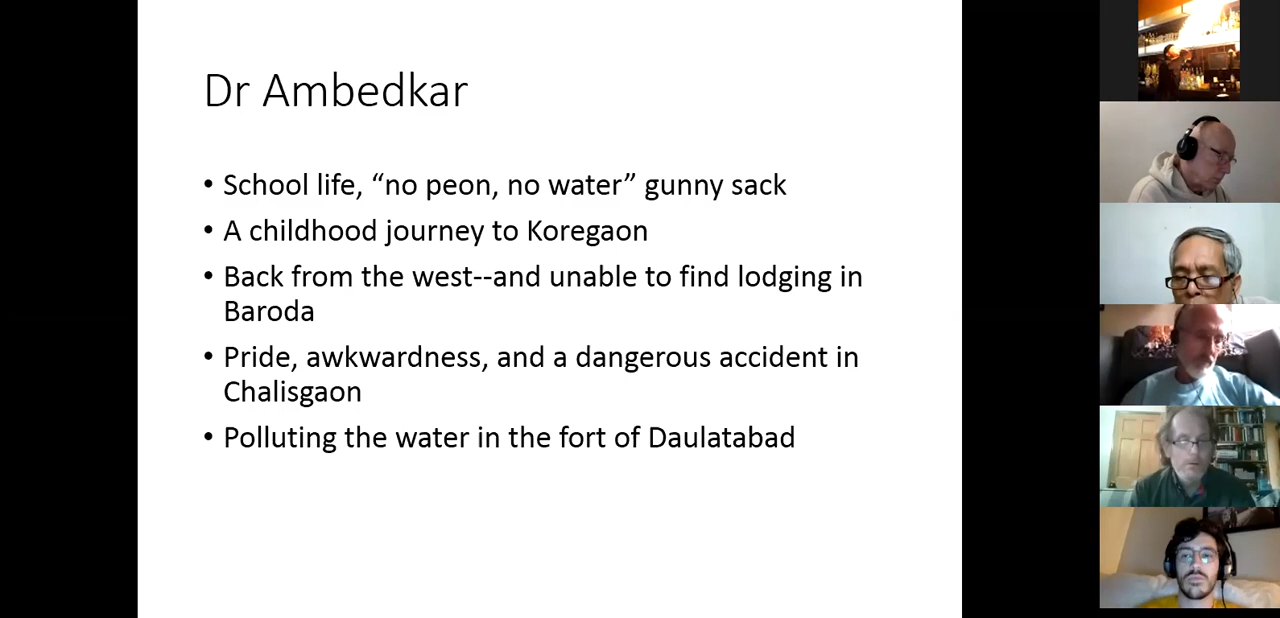 Dr Ambedkar
• School life, “no peon, no water” gunny sack
• A childhood journey to Koregaon
• Back from the west--and unable to find lodging in
Baroda
• Pride, awkwardness, and a dangerous accident in
Chalisgaon
• Polluting the water in the fort of Daulatabad